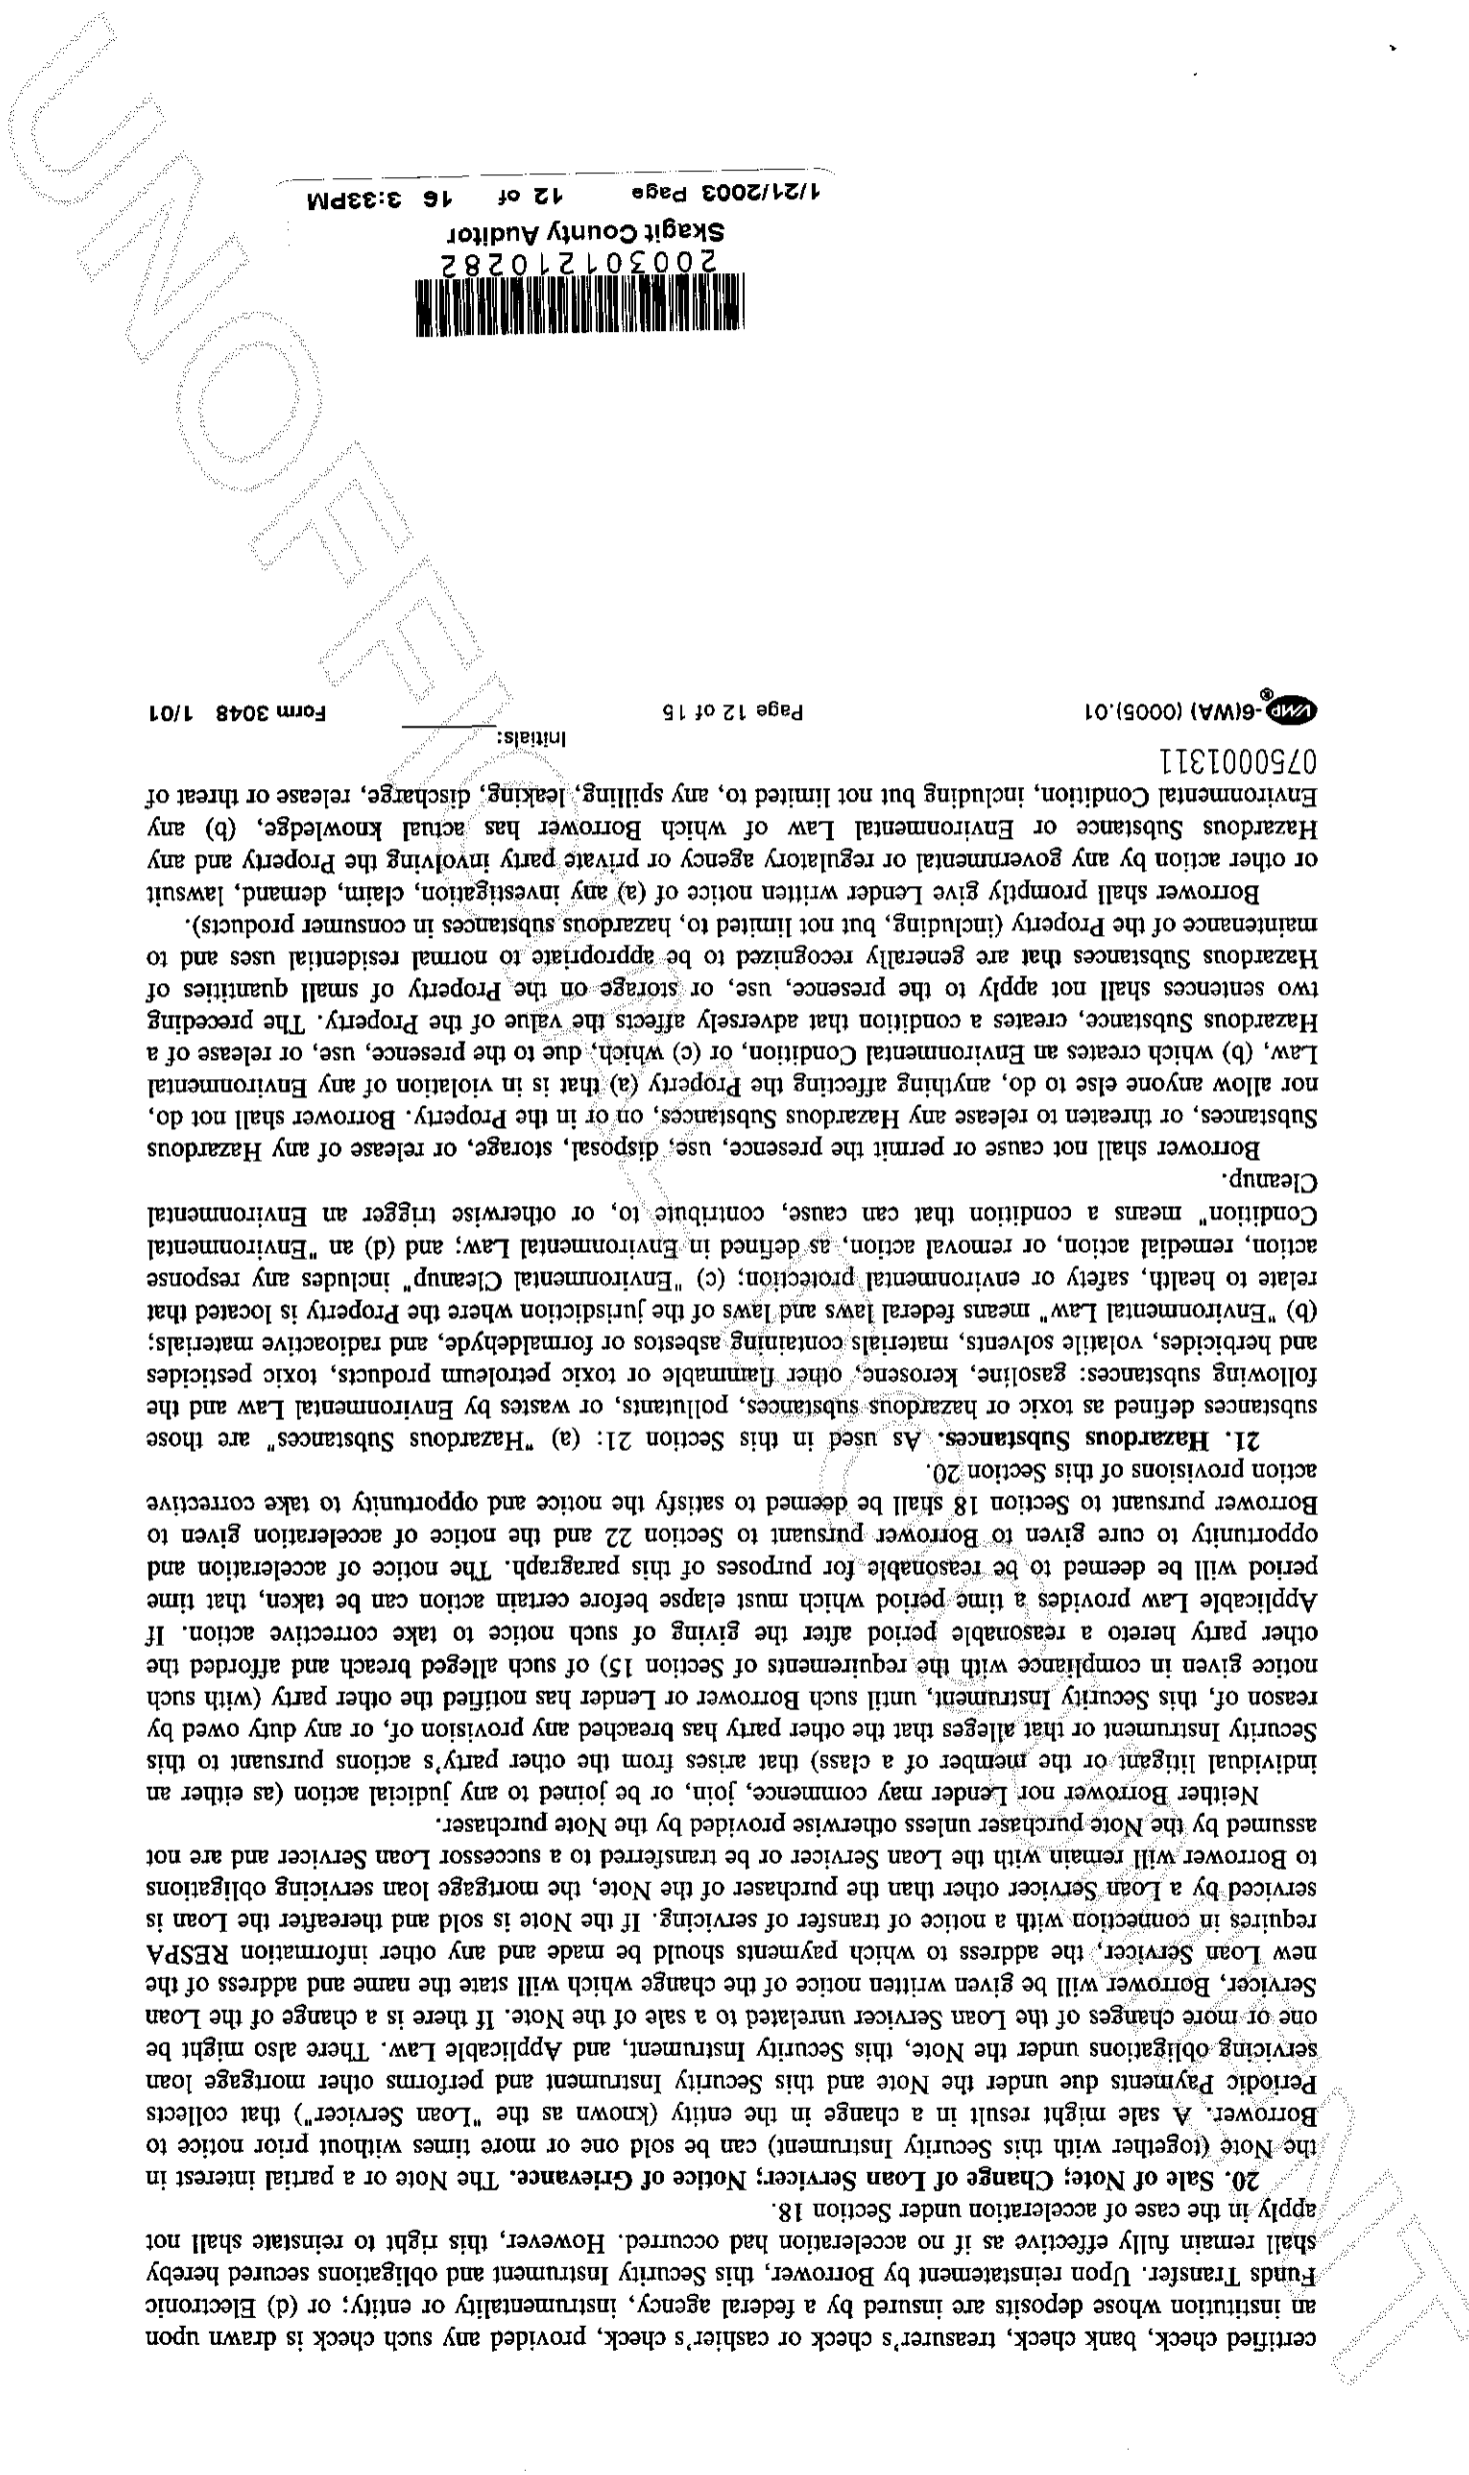 certified check, bank check, treasurer's check or cashier's check, provided any such check is drawn upon
an institution whose deposits are insured by a federal agency, instrumentality or entity; or (d) Electronic
Funds Transfer. Upon reinstatement by Borrower, this Security Instrument and obligations secured hereby
shall remain fully effective as if no acceleration had occurred. However, this right to reinstate shall not
apply in the case of acceleration under Section 18.
20. Sale of Note; Change of Loan Servicer; Notice of Grievance. The Note or a partial interest in
the Note (together with this Security Instrument) can be sold one or more times without prior notice to
Borrower. A sale might result in a change in the entity (known as the "Loan Servicer") that collects
Periodic Payments due under the Note and this Security Instrument and performs other mortgage loan
servicing obligations under the Note, this Security Instrument, and Applicable Law. There also might be
one or more changes of the Loan Servicer unrelated to a sale of the Note. If there is a change of the Loan
Servicer, Borrower will be given written notice of the change which will state the name and address of the
new Loan Servicer, the address to which payments should be made and any other information RESPA
requires in connection with a notice of transfer of servicing. If the Note is sold and thereafter the Loan is
serviced by a Loan Servicer other than the purchaser of the Note, the mortgage loan servicing obligations
to Borrower will remain with the Loan Servicer or be transferred to a successor Loan Servicer and are not
assumed by the Note purchaser unless otherwise provided by the Note purchaser.
Neither Borrower nor Lender may commence, join, or be joined to any judicial action (as either an
individual litigant or the member of a class) that arises from the other party's actions pursuant to this
Security Instrument or that alleges that the other party has breached any provision of, or any duty owed by
reason of, this Security Instrument, until such Borrower or Lender has notified the other party (with such
notice given in compliance with the requirements of Section 15) of such alleged breach and afforded the
other party hereto a reasonable period after the giving of such notice to take corrective action. If
Applicable Law provides a time period which must elapse before certain action can be taken, that time
period will be deemed to be reasonable for purposes of this paragraph. The notice of acceleration and
opportunity to cure given to Borrower pursuant to Section 22 and the notice of acceleration given to
Borrower pursuant to Section 18 shall be deemed to satisfy the notice and opportunity to take corrective
action provisions of this Section 20.
21. Hazardous Substances. As used in this Section 21: (a) "Hazardous Substances" are those
substances defined as toxic or hazardous substances, pollutants, or wastes by Environmental Law and the
following substances: gasoline, kerosene, other flammable or toxic petroleum products, toxic pesticides
and herbicides, volatile solvents, materials containing asbestos or formaldehyde, and radioactive materials;
(b) "Environmental Law" means federal laws and laws of the jurisdiction where the Property is located that
relate to health, safety or environmental protection; (c) "Environmental Cleanup" includes any response
action, remedial action, or removal action, as defined in Environmental Law; and (d) an "Environmental
Condition" means a condition that can cause, contribute to, or otherwise trigger an Environmental
Cleanup.
Borrower shall not cause or permit the presence, use, disposal, storage, or release of any Hazardous
Substances, or threaten to release any Hazardous Substances, on or in the Property. Borrower shall not do,
nor allow anyone else to do, anything affecting the Property (a) that is in violation of any Environmental
Law, (b) which creates an Environmental Condition, or (c) which, due to the presence, use, or release of a
Hazardous Substance, creates a condition that adversely affects the value of the Property. The preceding
two sentences shall not apply to the presence, use, or storage on the Property of small quantities of
Hazardous Substances that are generally recognized to be appropriate to normal residential uses and to
maintenance of the Property (including, but not limited to, hazardous substances in consumer products).
Borrower shall promptly give Lender written notice of (a) any investigation, claim, demand, lawsuit
or other action by any governmental or regulatory agency or private party involving the Property and any
Hazardous Substance or Environmental Law of which Borrower has actual knowledge, (b) any
Environmental Condition, including but not limited to, any spilling, leaking, discharge, release or threat of
0750001311
Initials:
VMP®-6(WA) (0005).01 Page 12 of 15 Form 3048 1/01
200301210282
Skagit County Auditor
1/21/2003 Page 12 of 16 3:33PM
UNOFFICIAL DOCUMENT